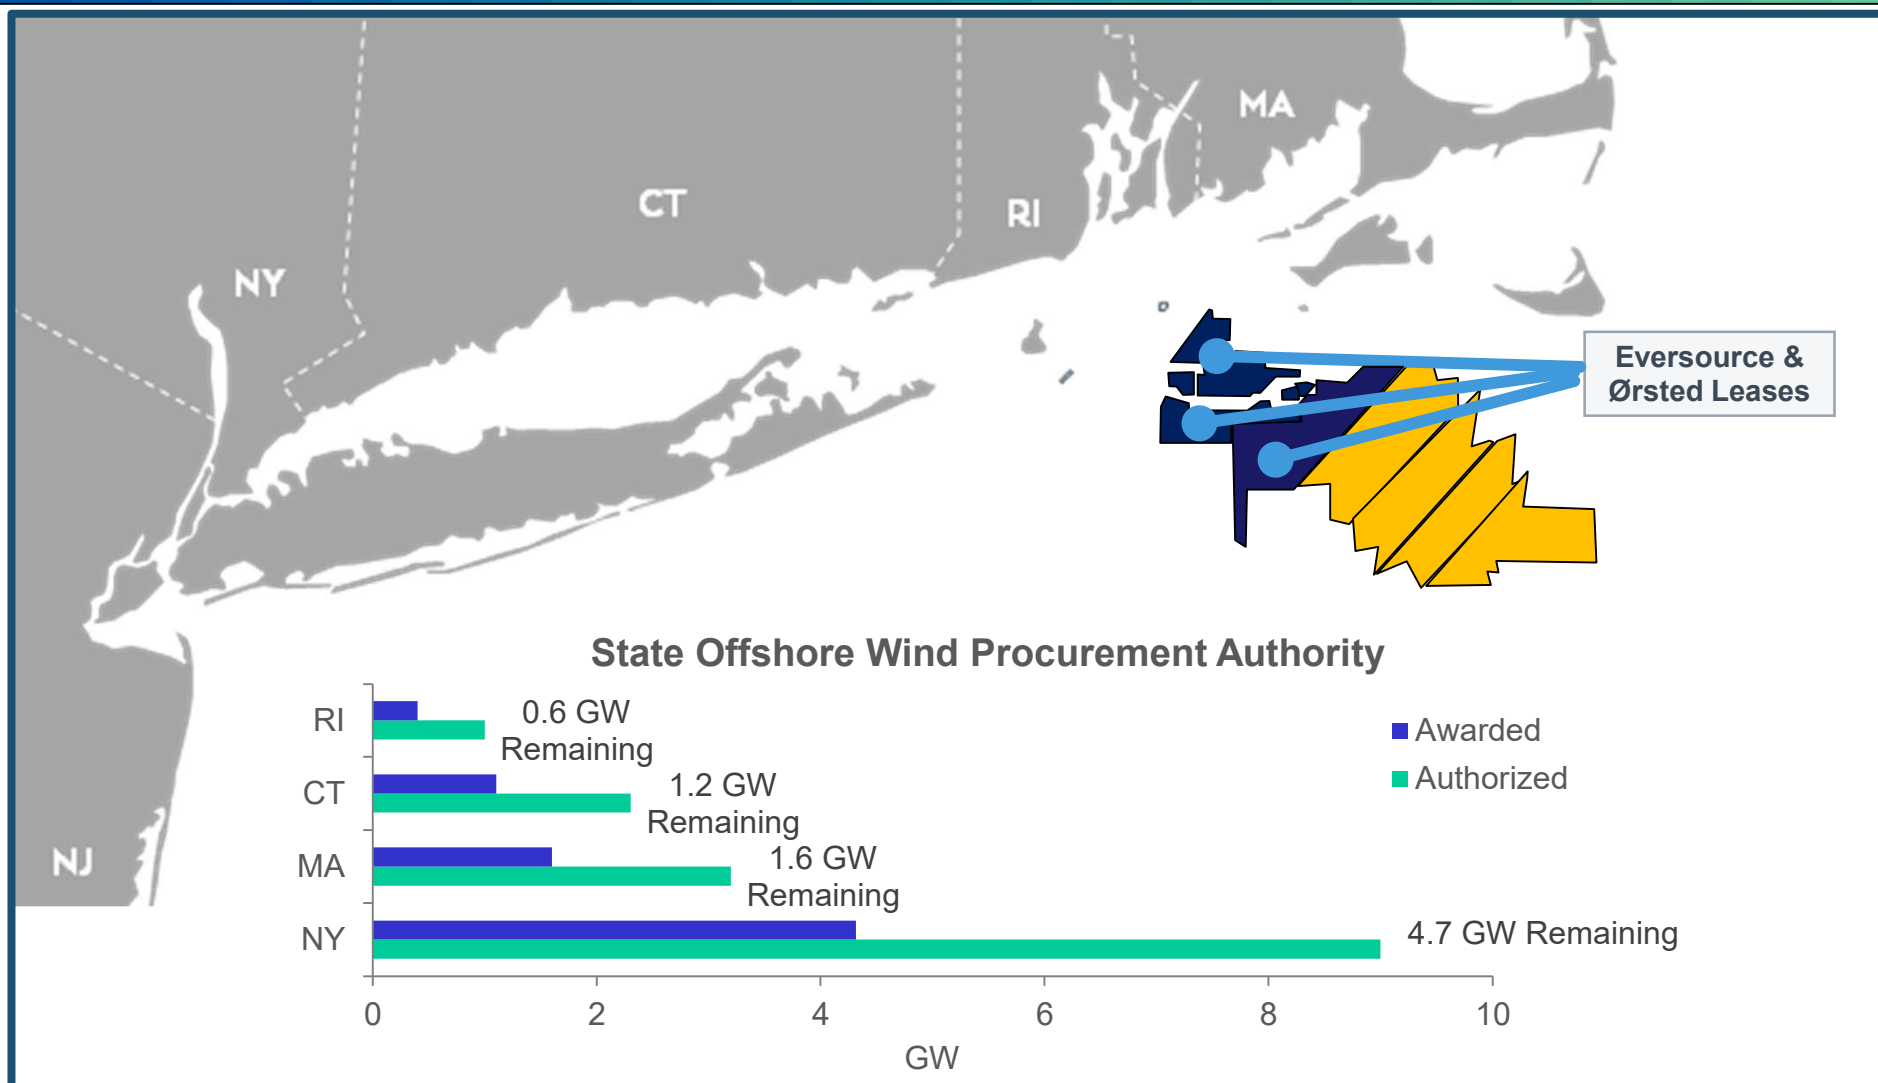 MA
CT
RI
NY
Eversource &
Ørsted Leases
NJ
State Offshore Wind Procurement Authority
RI
0.6 GW
Remaining
CT
1.2 GW
Remaining
MA
1.6 GW
Remaining
NY
4.7 GW Remaining
Awarded
Authorized
0 2 4 6 8 10
GW